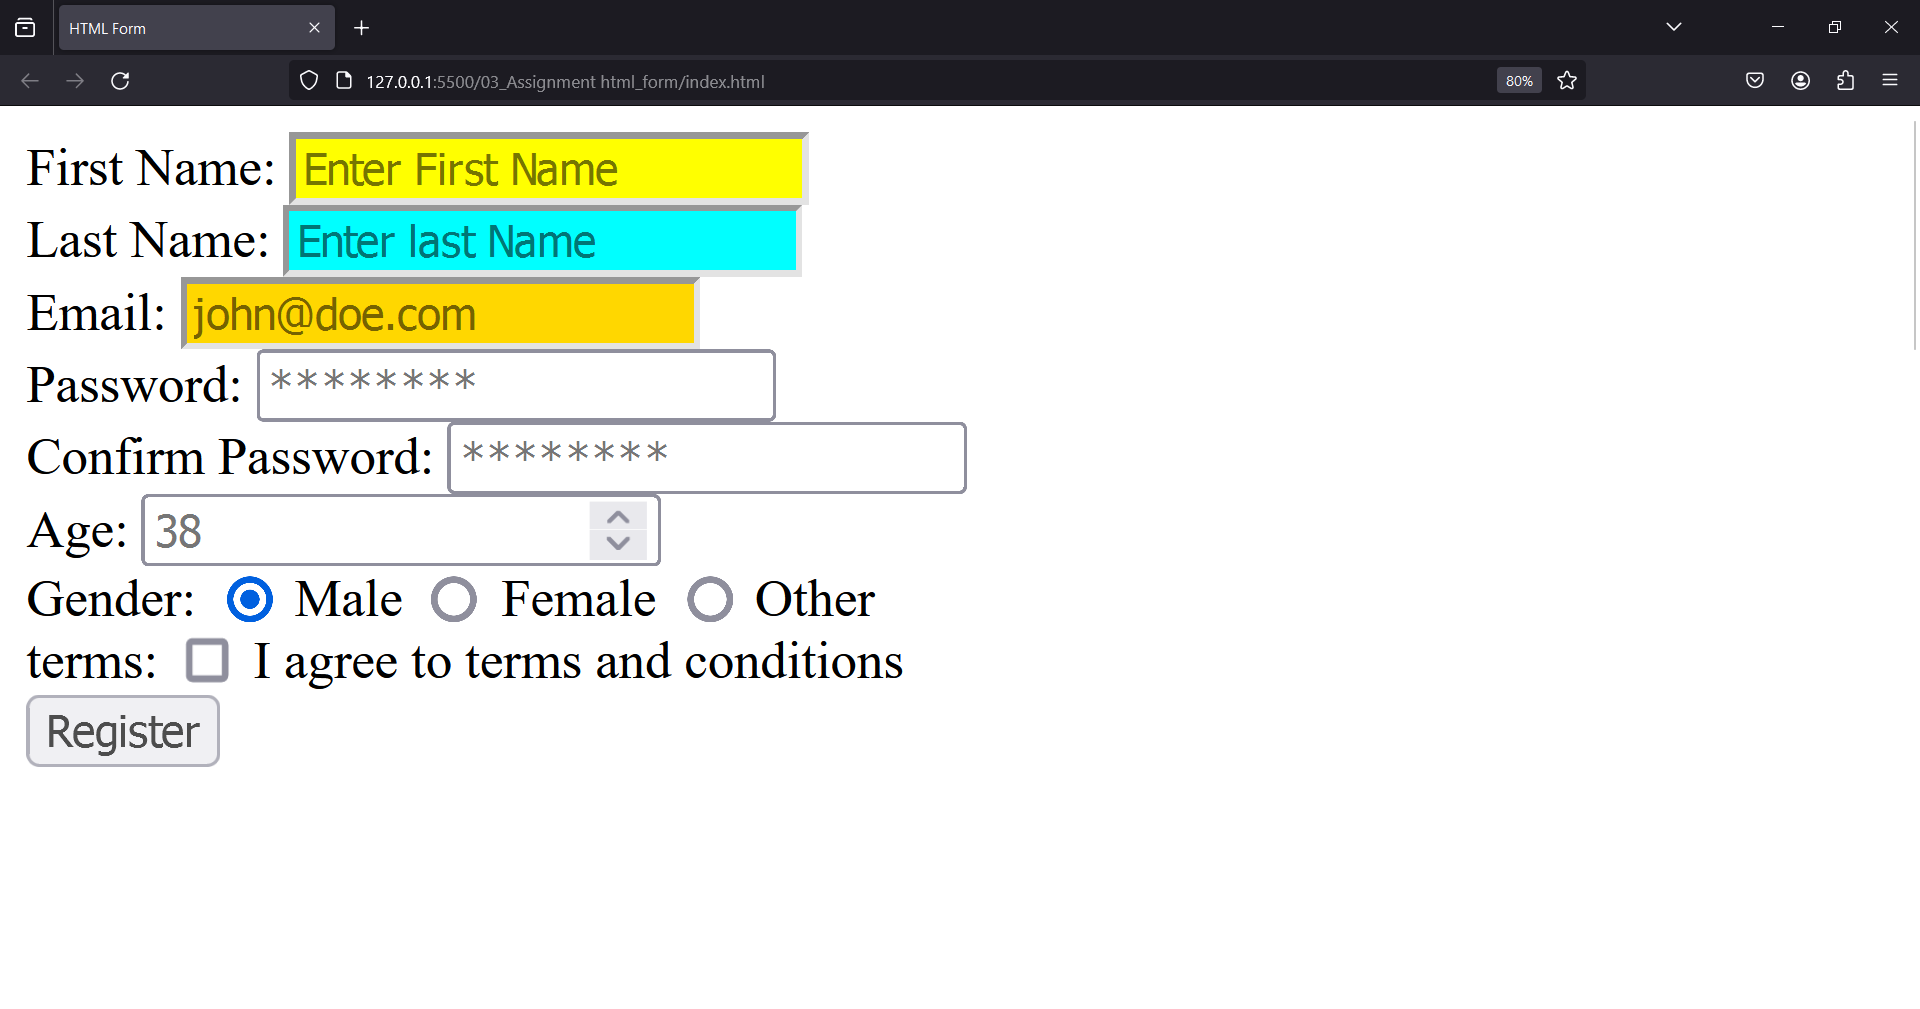 HTML Form
127.0.0.1:5500/03_Assignment html_form/index.html 80%
First Name: Enter First Name
Last Name: Enter last Name
Email: john@doe.com
Password: ********
Confirm Password: ********
Age: 38
Gender: Male Female Other
terms: I agree to terms and conditions
Register